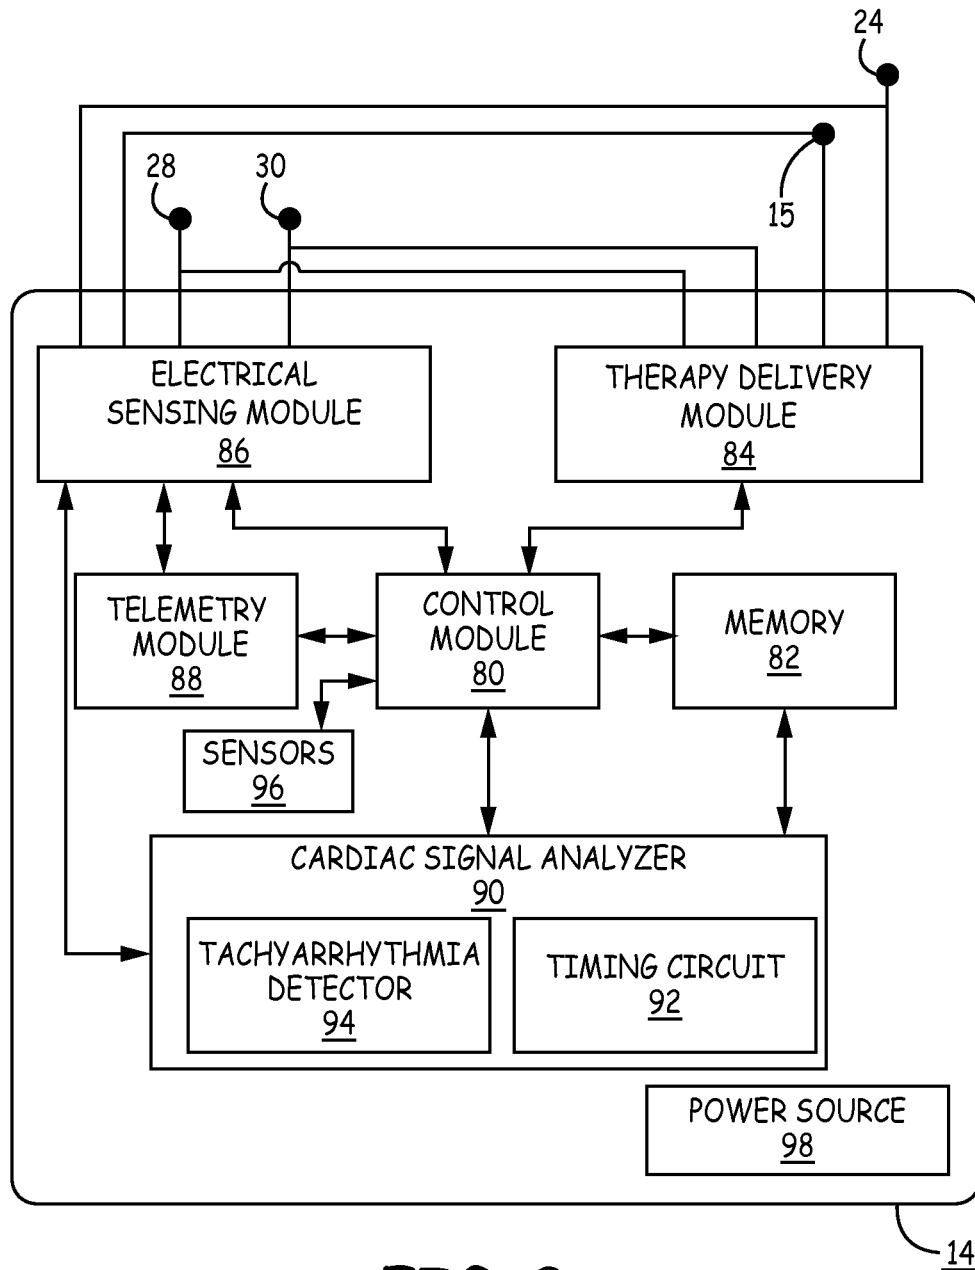 24
28
30
15
ELECTRICAL
SENSING MODULE
86
THERAPY DELIVERY
MODULE
84
TELEMETRY
MODULE
88
CONTROL
MODULE
80
MEMORY
82
SENSORS
96
CARDIAC SIGNAL ANALYZER
90
TACHYARRHYTHMIA
DETECTOR
94
TIMING CIRCUIT
92
POWER SOURCE
98
14